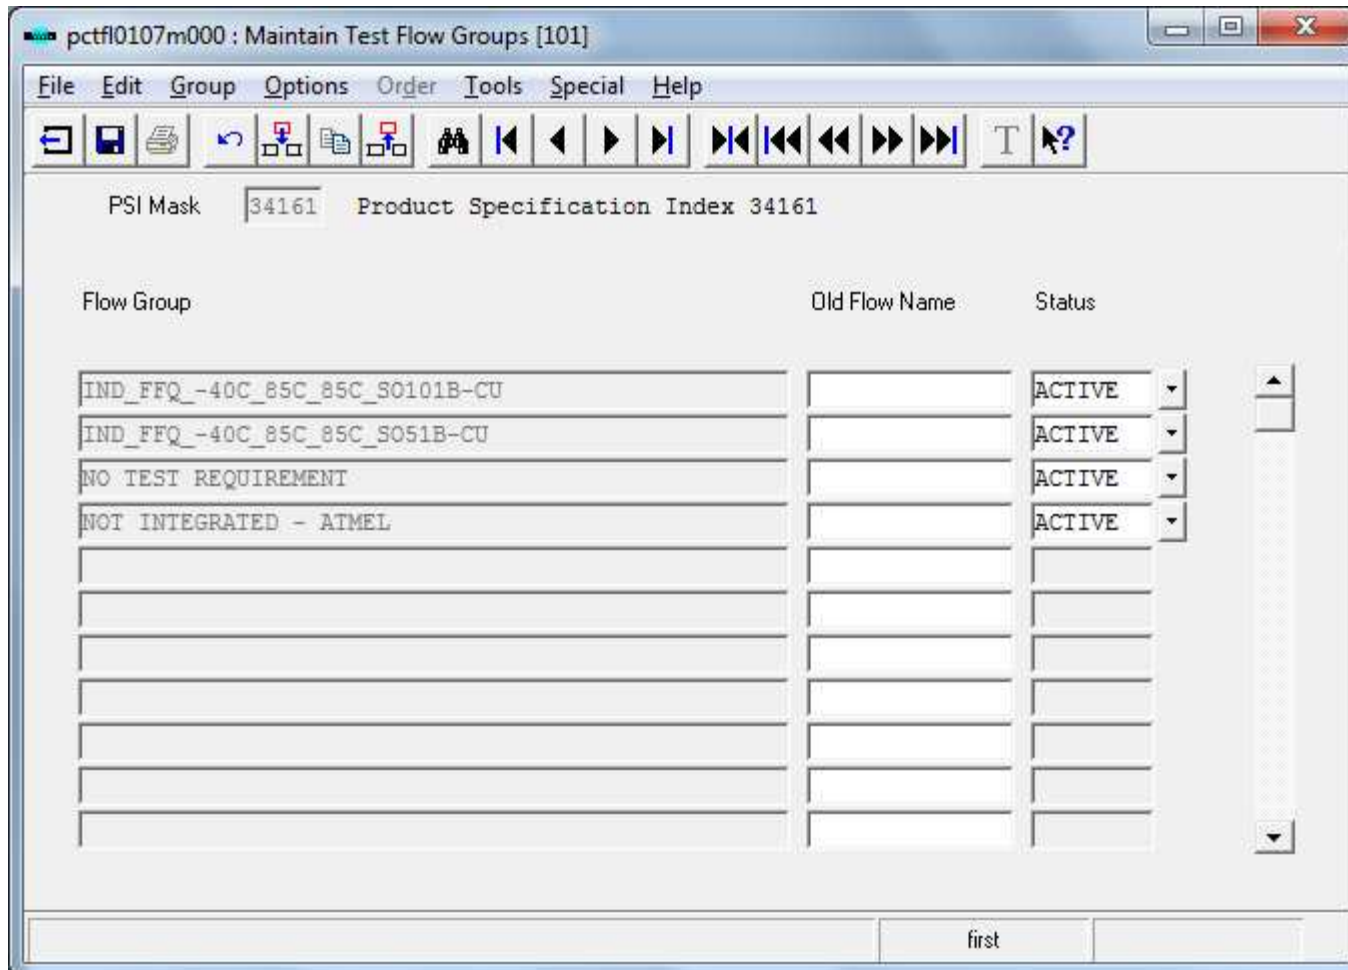 pctfl0107m000 : Maintain Test Flow Groups [101]
File Edit Group Options Order Tools Special Help
T ?
PSI Mask 34161 Product Specification Index 34161
Flow Group Old Flow Name Status
IND_FFQ_-40C_85C_85C_SO101B-CU ACTIVE
IND_FFQ_-40C_85C_85C_SO51B-CU ACTIVE
NO TEST REQUIREMENT ACTIVE
NOT INTEGRATED - ATMEL ACTIVE
first